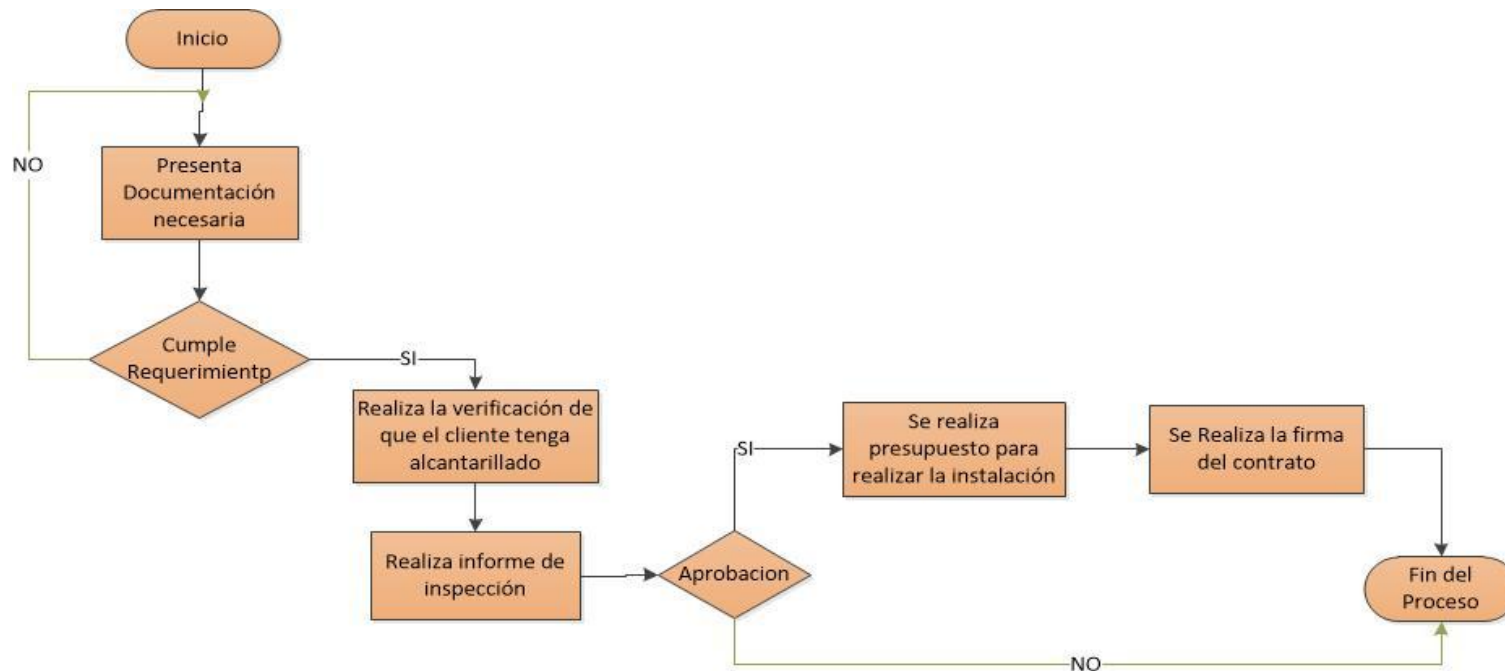 Inicio
NO
Presenta
Documentación
necesaria
Cumple
Requerimientp
SI
Realiza la verificación de
que el cliente tenga
alcantarillado
Realiza informe de
inspección
Aprobacion
SI
Se realiza
presupuesto para
realizar la instalación
Se Realiza la firma
del contrato
NO
Fin del
Proceso